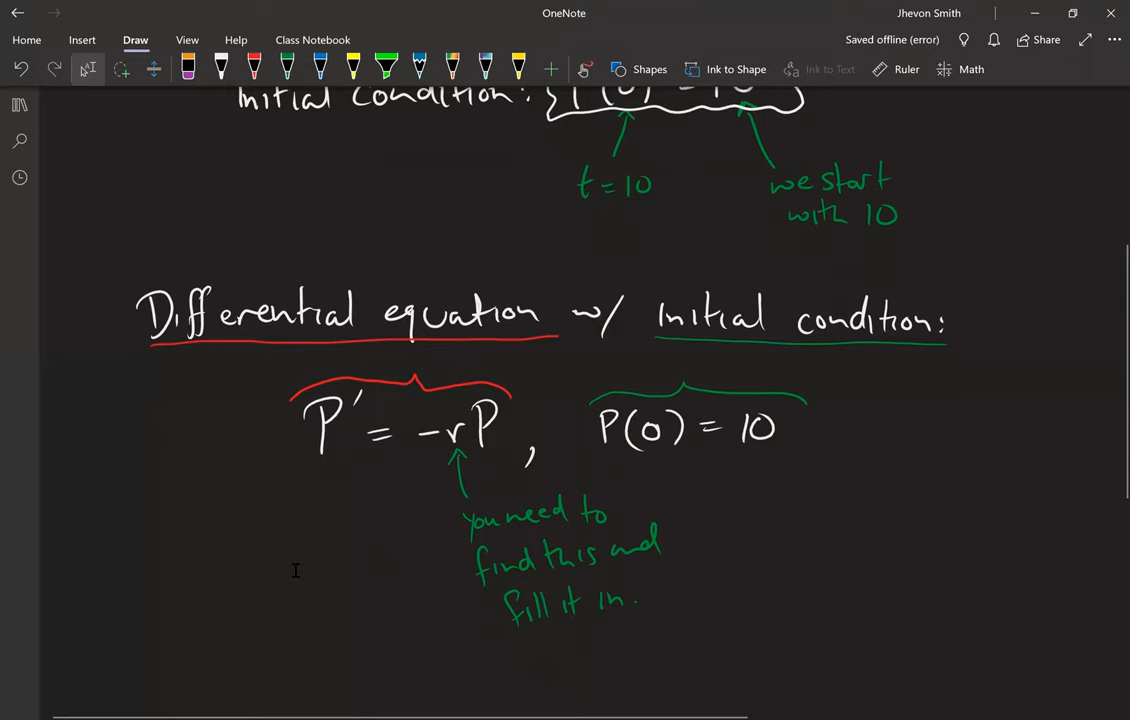 OneNote
Jhevon Smith
Home Insert Draw View Help Class Notebook
Saved offline (error) Share
Shapes Ink to Shape Ink to Text Ruler Math
Initial Condition: P(0) = 10
t = 10
we start
with 10
Differential equation w/ Initial condition:
P' = -rP, P(0) = 10
you need to
find this and
fill it in.